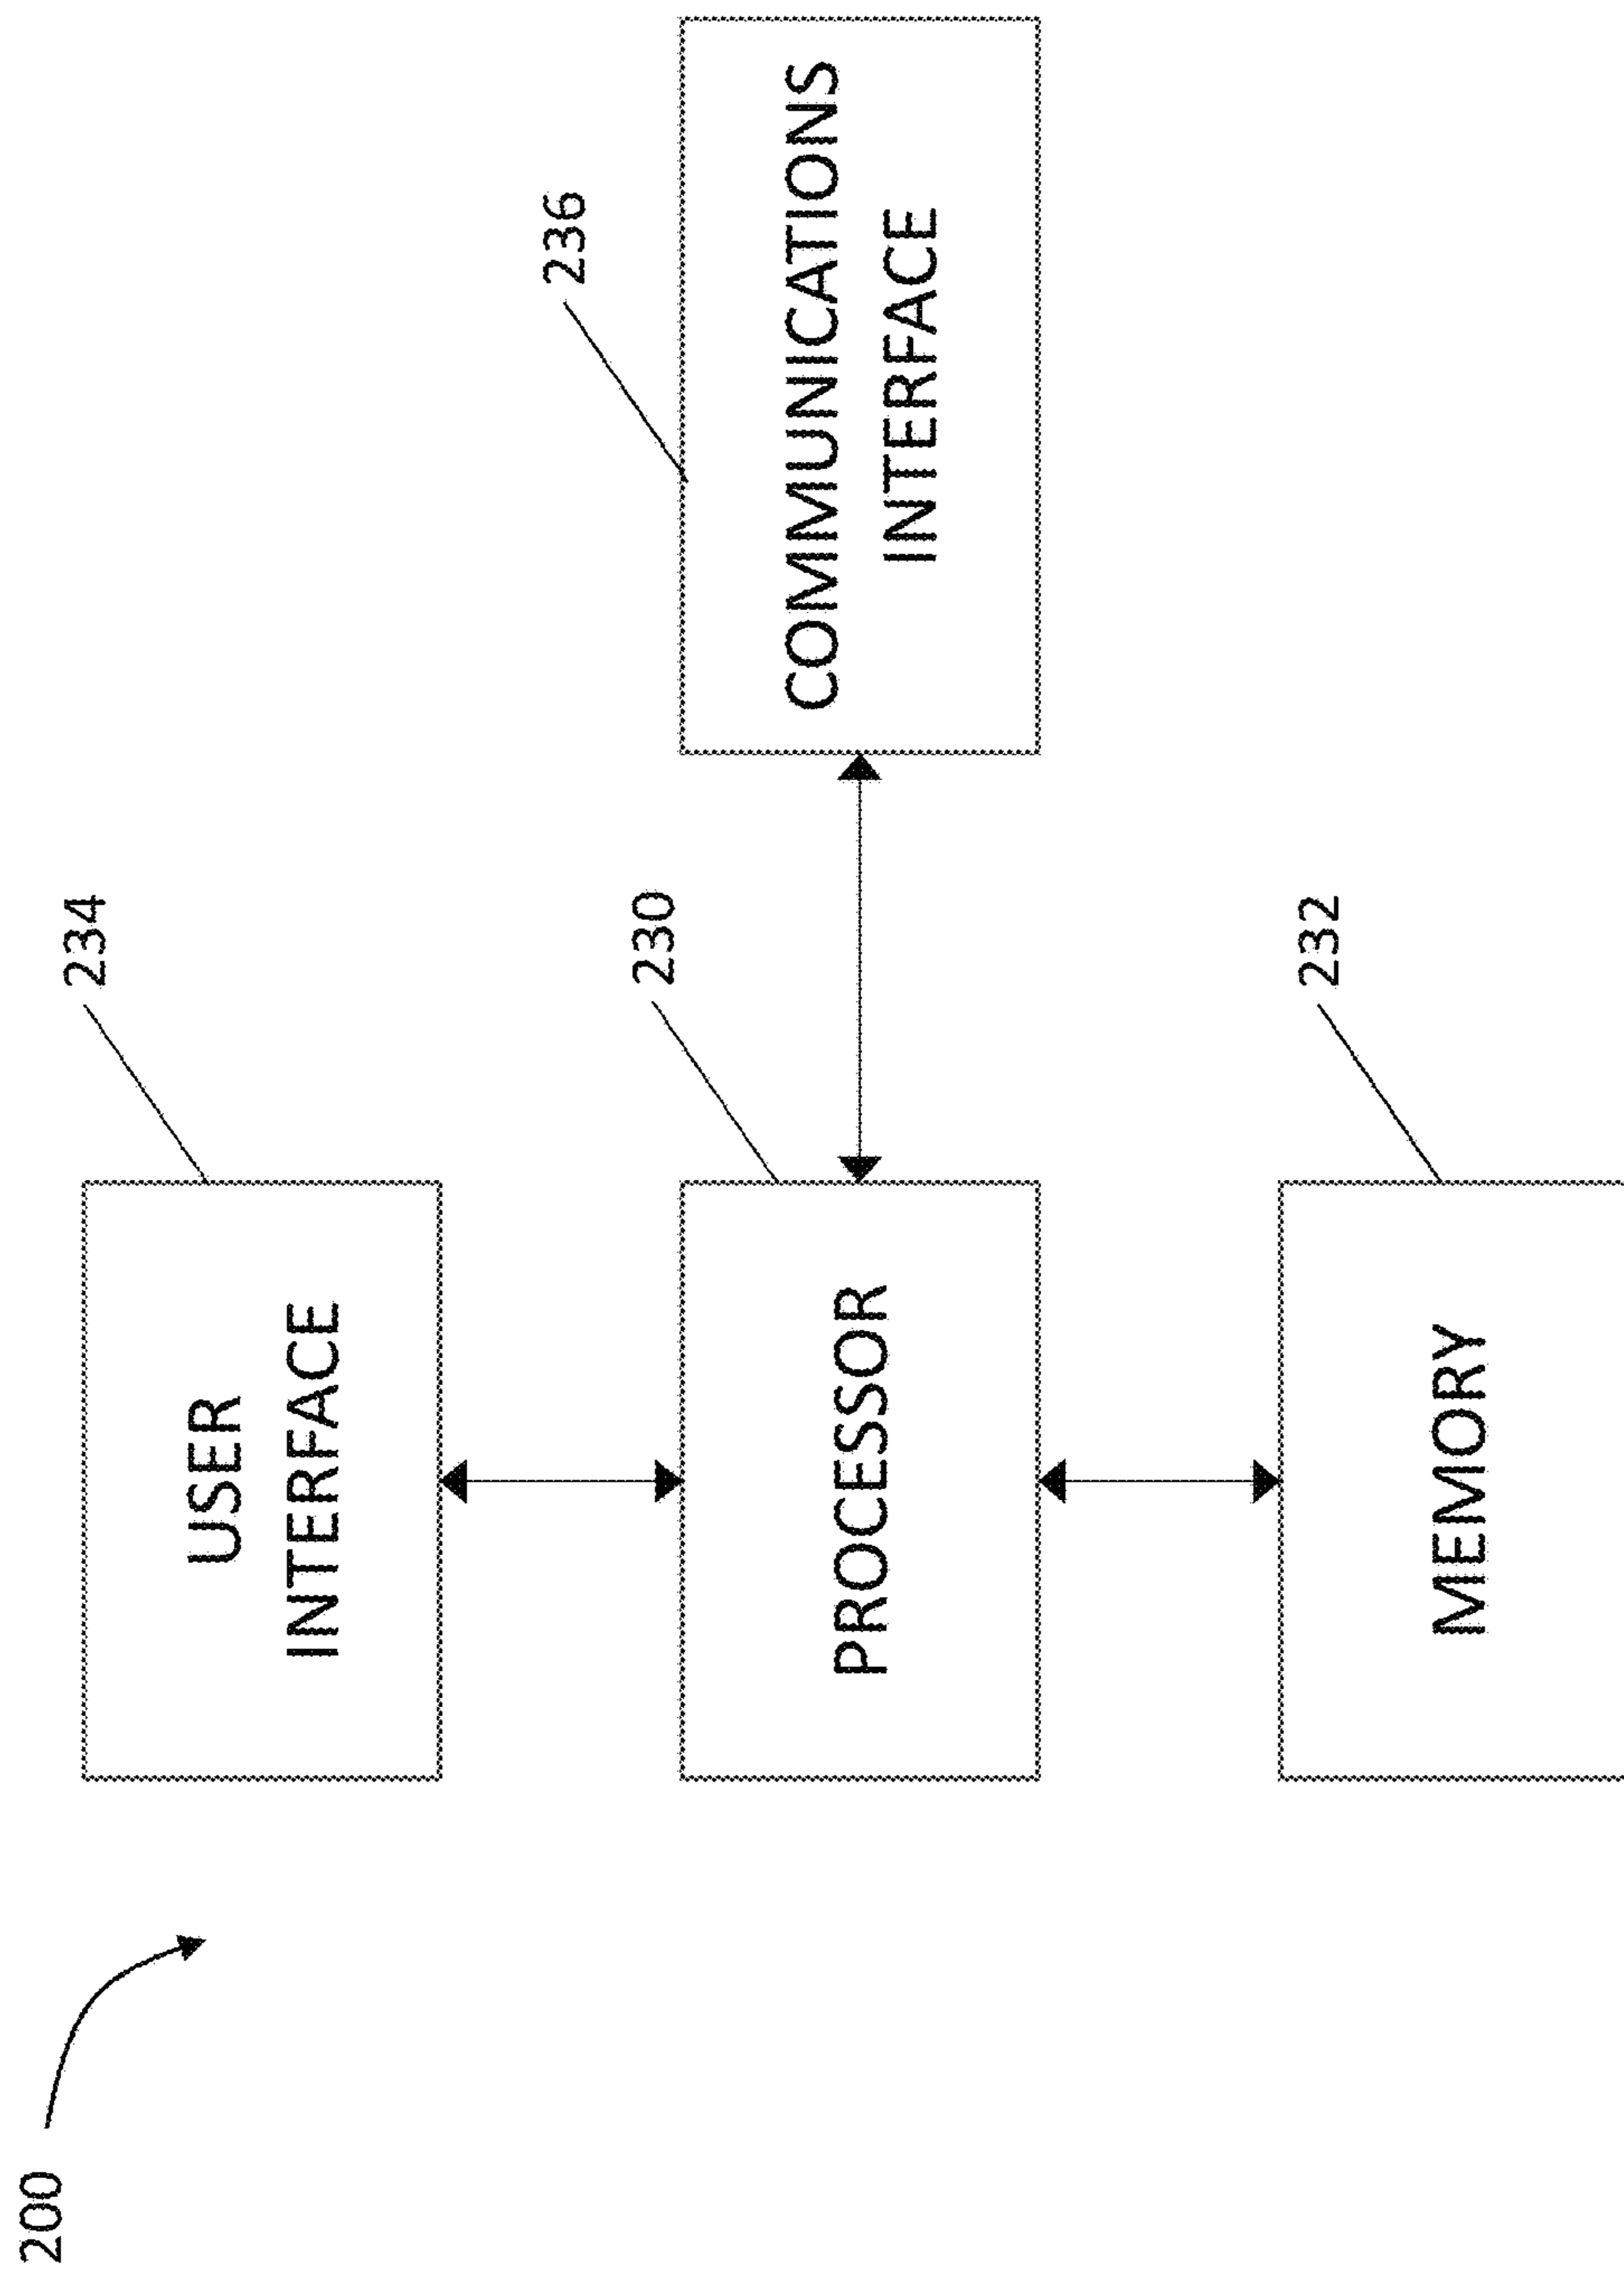 200
234
USER
INTERFACE
236
230
PROCESSOR
COMMUNICATIONS
INTERFACE
232
MEMORY